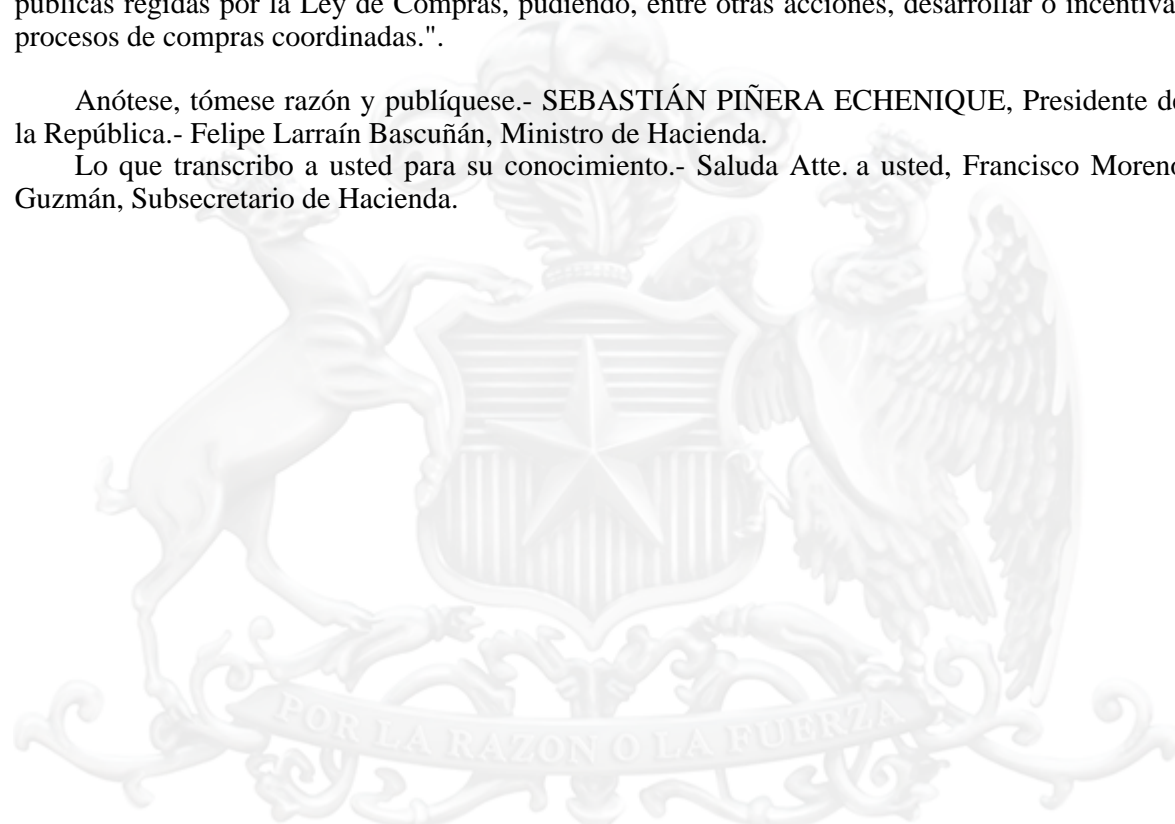 públicas regidas por la Ley de Compras, pudiendo, entre otras acciones, desarrollar o incentiva
procesos de compras coordinadas.".
Anótese, tómese razón y publíquese.- SEBASTIÁN PIÑERA ECHENIQUE, Presidente de
la República.- Felipe Larraín Bascuñán, Ministro de Hacienda.
Lo que transcribo a usted para su conocimiento.- Saluda Atte. a usted, Francisco Moreno
Guzmán, Subsecretario de Hacienda.
POR LA RAZON O LA FUERZA